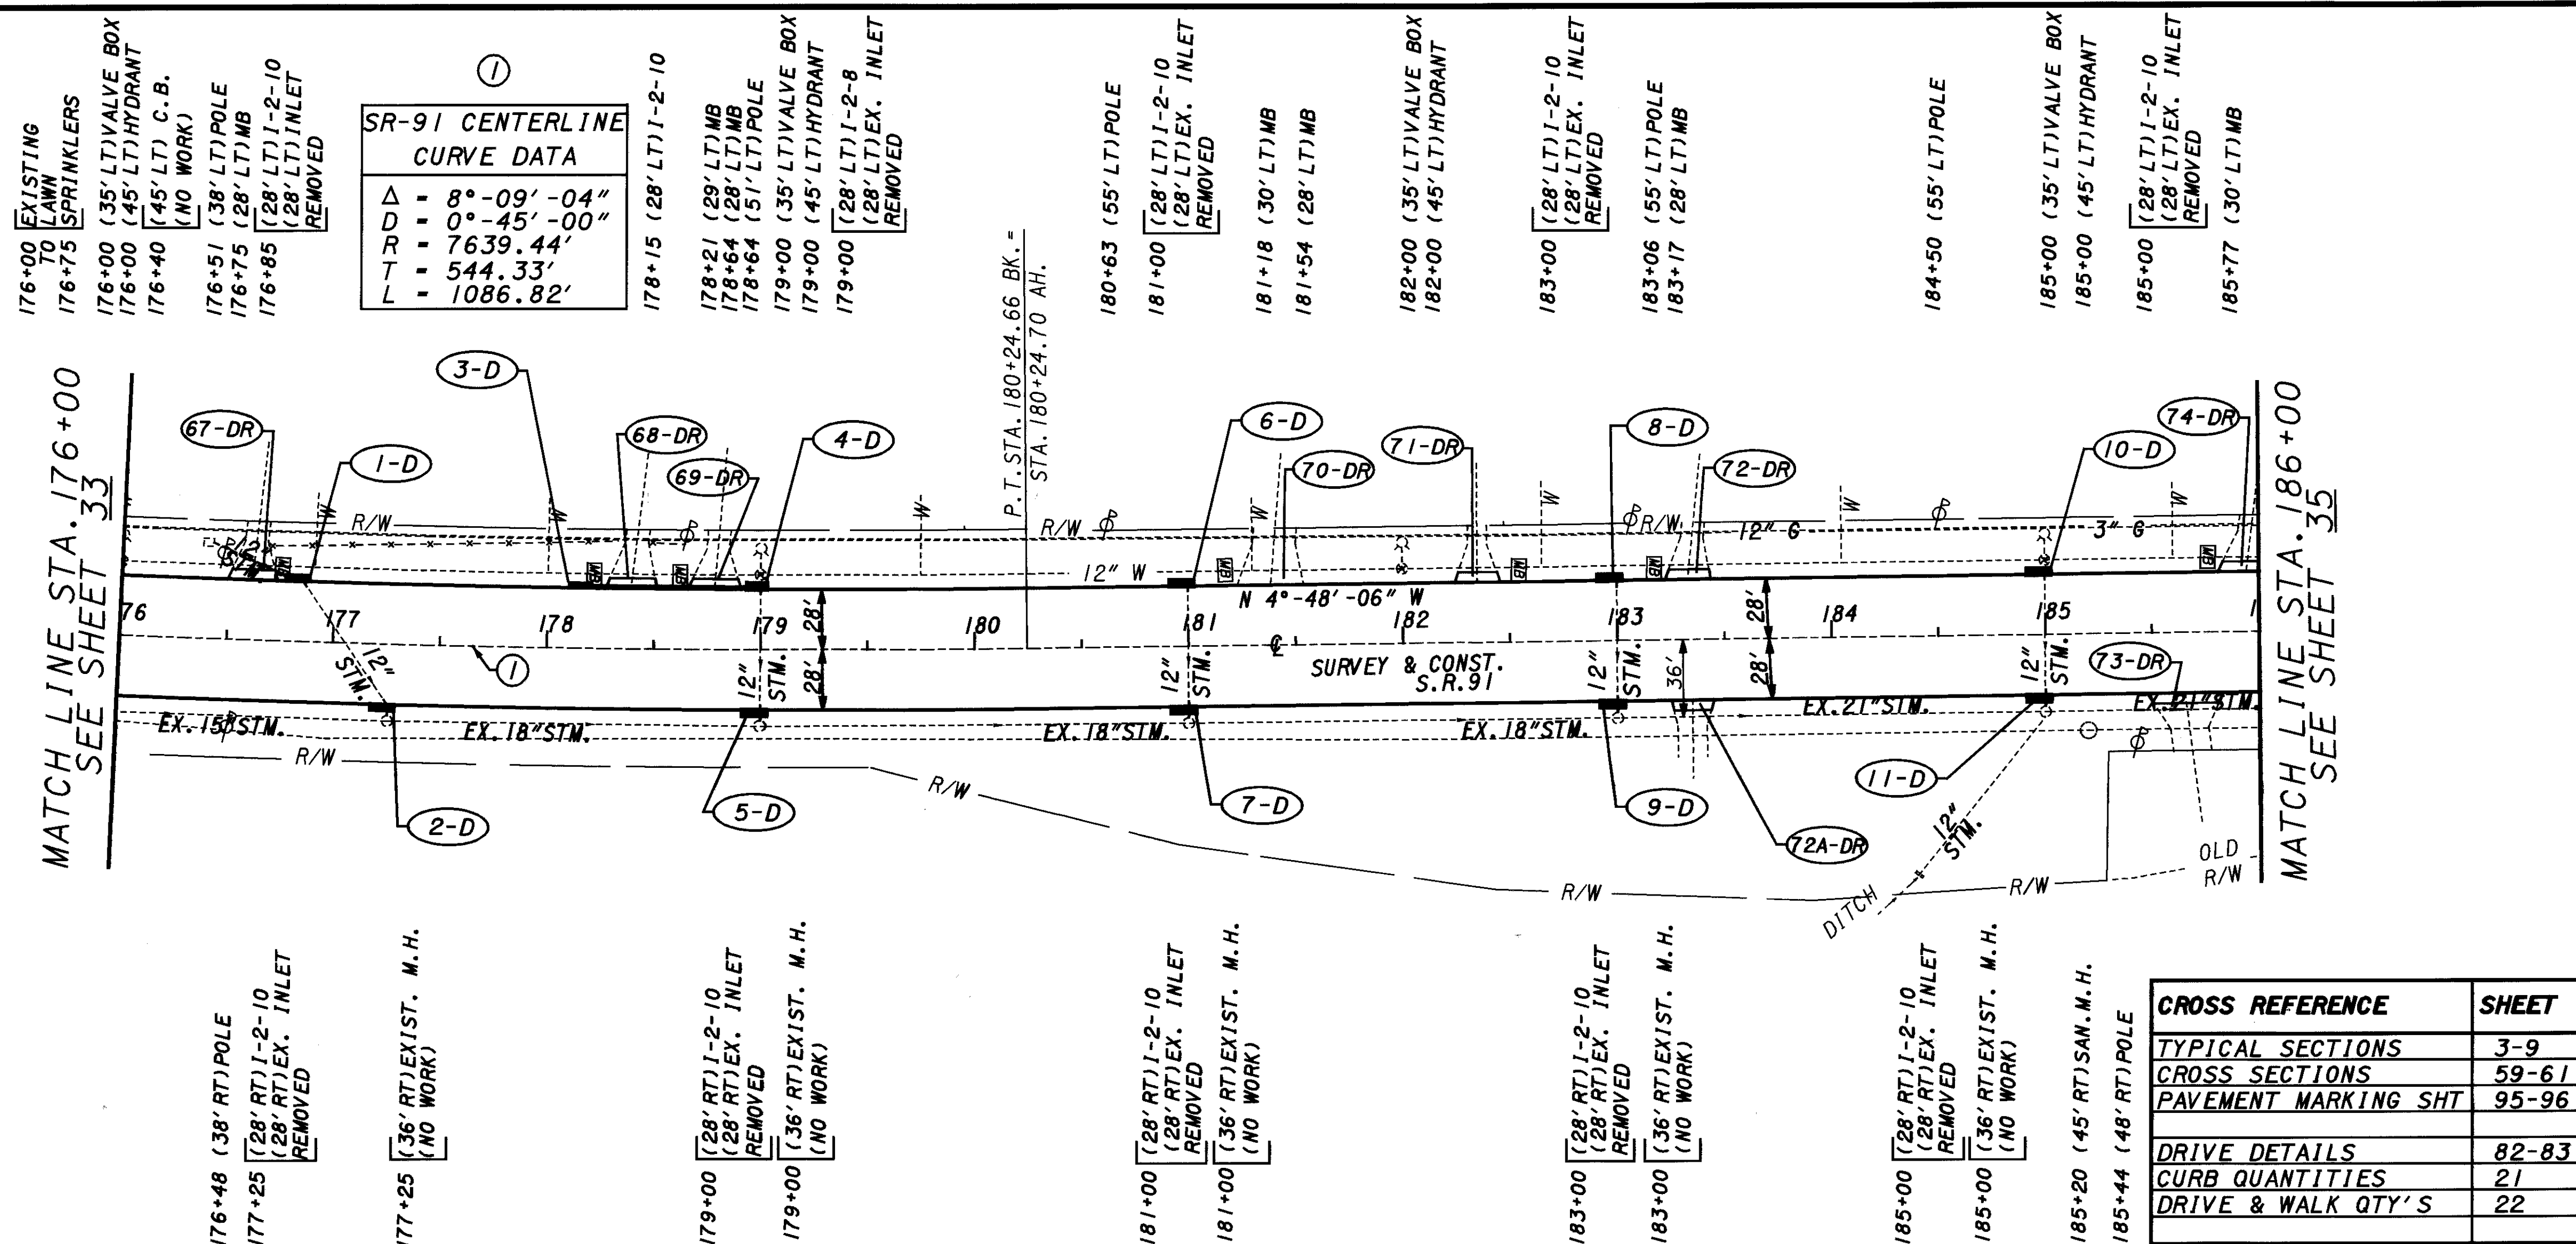 176+00 EXISTING
TO LAWN
176+75 SPRINKLERS
176+00 (35' LT)VALVE BOX
176+00 (45' LT)HYDRANT
176+40 (45' LT) C.B.
(NO WORK)
176+51 (38' LT)POLE
176+75 (28' LT)MB
176+85 (28' LT)I-2-10
(28' LT)INLET
REMOVED
1
SR-91 CENTERLINE
CURVE DATA
Δ = 8°-09'-04"
D = 0°-45'-00"
R = 7639.44'
T = 544.33'
L = 1086.82'
178+15 (28' LT)I-2-10
178+21 (29' LT)MB
178+64 (28' LT)MB
178+64 (51' LT)POLE
179+00 (35' LT)VALVE BOX
179+00 (45' LT)HYDRANT
179+00 (28' LT)I-2-8
(28' LT)EX. INLET
REMOVED
P.T. STA. 180+24.66 BK. =
STA. 180+24.70 AH.
180+63 (55' LT)POLE
181+00 (28' LT)I-2-10
(28' LT)EX. INLET
REMOVED
181+18 (30' LT)MB
181+54 (28' LT)MB
182+00 (35' LT)VALVE BOX
182+00 (45' LT)HYDRANT
183+00 (28' LT)I-2-10
(28' LT)EX. INLET
REMOVED
183+06 (55' LT)POLE
183+17 (28' LT)MB
184+50 (55' LT)POLE
185+00 (35' LT)VALVE BOX
185+00 (45' LT)HYDRANT
185+00 (28' LT)I-2-10
(28' LT)EX. INLET
REMOVED
185+77 (30' LT)MB
MATCH LINE STA. 176+00
SEE SHEET 33
67-DR
1-D
3-D
68-DR
69-DR
4-D
6-D
70-DR
71-DR
8-D
72-DR
10-D
74-DR
MATCH LINE STA. 186+00
SEE SHEET 35
W
R/W
W
W
R/W
W
W
R/W
12" G
W
3" G
W
MB
MB
MB
12" W
MB
MB
MB
MB
N 4°-48'-06" W
76
177
178
179
180
181
182
183
184
185
1
28'
28'
28'
28'
36'
12"
STM.
1
12"
STM.
12"
STM.
℄
SURVEY & CONST.
S.R.91
12"
STM.
12"
STM.
73-DR
EX. 15"STM.
EX. 18"STM.
EX. 18"STM.
EX. 18"STM.
EX. 21"STM.
EX. 21"STM.
R/W
R/W
2-D
5-D
7-D
9-D
72A-DR
11-D
12"
STM.
R/W
DITCH
R/W
OLD
R/W
176+48 (38' RT)POLE
177+25 (28' RT)I-2-10
(28' RT)EX. INLET
REMOVED
177+25 (36' RT)EXIST. M.H.
(NO WORK)
179+00 (28' RT)I-2-10
(28' RT)EX. INLET
REMOVED
179+00 (36' RT)EXIST. M.H.
(NO WORK)
181+00 (28' RT)I-2-10
(28' RT)EX. INLET
REMOVED
181+00 (36' RT)EXIST. M.H.
(NO WORK)
183+00 (28' RT)I-2-10
(28' RT)EX. INLET
REMOVED
183+00 (36' RT)EXIST. M.H.
(NO WORK)
185+00 (28' RT)I-2-10
(28' RT)EX. INLET
REMOVED
185+00 (36' RT)EXIST. M.H.
(NO WORK)
185+20 (45' RT)SAN.M.H.
185+44 (48' RT)POLE
CROSS REFERENCE SHEET
TYPICAL SECTIONS 3-9
CROSS SECTIONS 59-61
PAVEMENT MARKING SHT 95-96
DRIVE DETAILS 82-83
CURB QUANTITIES 21
DRIVE & WALK QTY'S 22